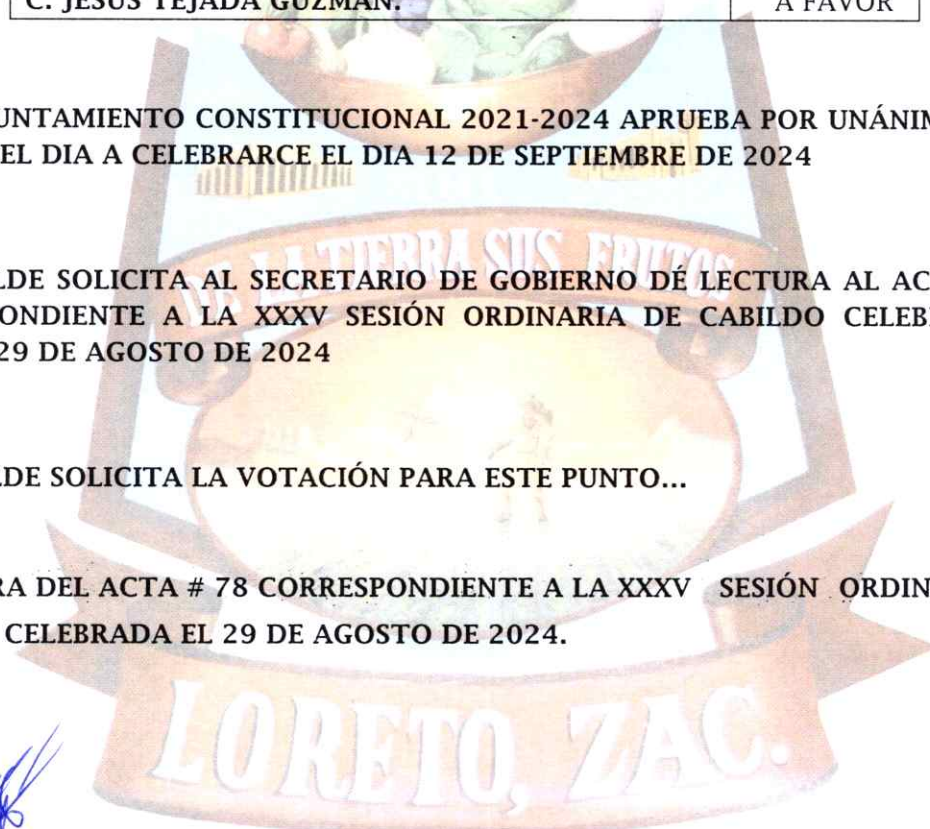 C. JESUS TEJADA GUZMAN. A FAVOR
UNTAMIENTO CONSTITUCIONAL 2021-2024 APRUEBA POR UNÁNIM
EL DIA A CELEBRARCE EL DIA 12 DE SEPTIEMBRE DE 2024
DE LA TIERRA SUS FRUTOS
LDE SOLICITA AL SECRETARIO DE GOBIERNO DÉ LECTURA AL AC
ONDIENTE A LA XXXV SESIÓN ORDINARIA DE CABILDO CELEB
29 DE AGOSTO DE 2024
LDE SOLICITA LA VOTACIÓN PARA ESTE PUNTO...
RA DEL ACTA # 78 CORRESPONDIENTE A LA XXXV SESIÓN ORDIN
CELEBRADA EL 29 DE AGOSTO DE 2024.
LORETO, ZAC.